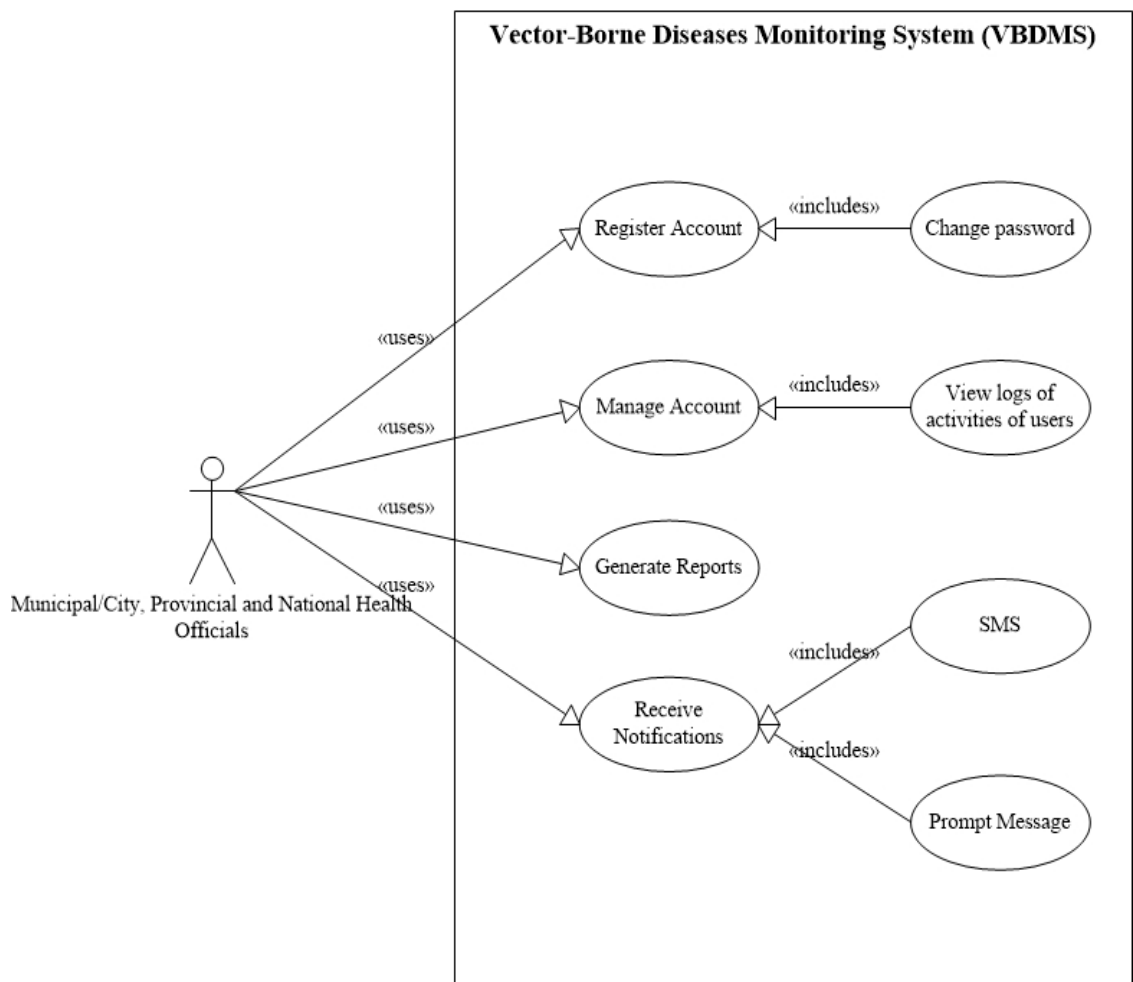 Vector-Borne Diseases Monitoring System (VBDMS)
«includes»
Register Account
Change password
«uses»
«includes»
Manage Account
View logs of
activities of users
«uses»
«uses»
Generate Reports
«uses»
Municipal/City, Provincial and National Health
Officials
SMS
«includes»
Receive
Notifications
«includes»
Prompt Message